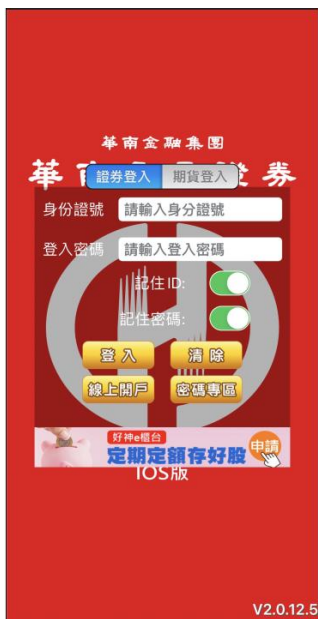 華南金融集團
華 證券
證券登入 期貨登入
身份證號 請輸入身分證號
登入密碼 請輸入登入密碼
記住ID:
記住密碼:
登 入 清 除
線上開戶 密碼專區
好神e櫃台
定期定額存好股 申請
IOS版
V2.0.12.5